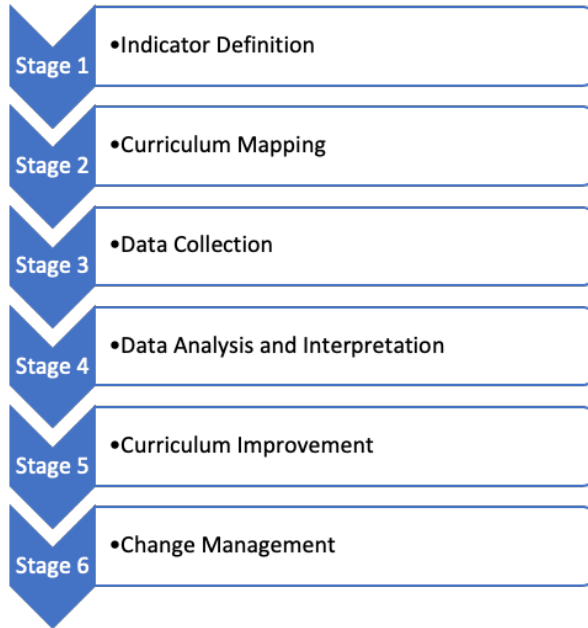 Stage 1
•Indicator Definition
Stage 2
•Curriculum Mapping
Stage 3
•Data Collection
Stage 4
•Data Analysis and Interpretation
Stage 5
•Curriculum Improvement
Stage 6
•Change Management